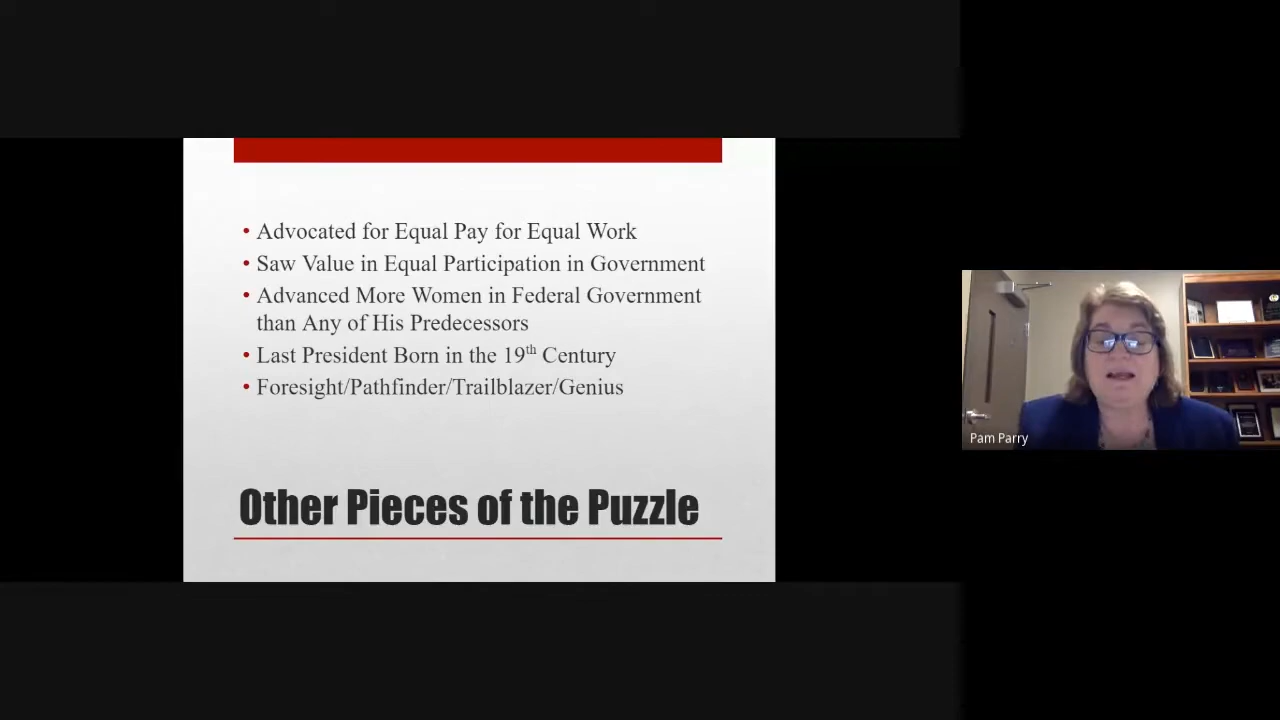 • Advocated for Equal Pay for Equal Work
• Saw Value in Equal Participation in Government
• Advanced More Women in Federal Government
than Any of His Predecessors
• Last President Born in the 19th Century
• Foresight/Pathfinder/Trailblazer/Genius
Other Pieces of the Puzzle
Pam Parry